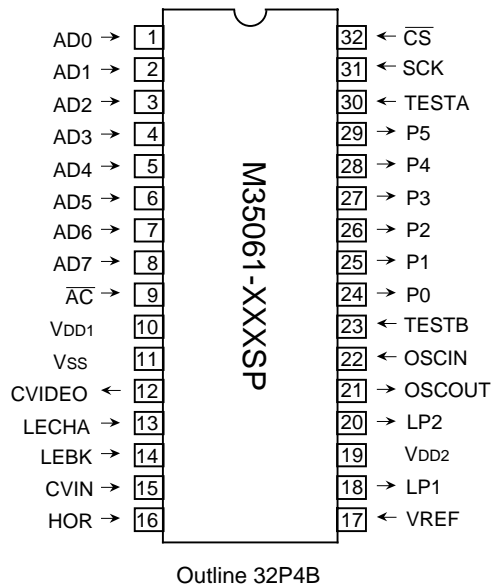 AD0 → 1
AD1 → 2
AD2 → 3
AD3 → 4
AD4 → 5
AD5 → 6
AD6 → 7
AD7 → 8
A̅C̅ → 9
VDD1 10
VSS 11
CVIDEO ← 12
LECHA → 13
LEBK → 14
CVIN → 15
HOR → 16
M35061-XXXSP
32 ← C̅S̅
31 ← SCK
30 ← TESTA
29 → P5
28 → P4
27 → P3
26 → P2
25 → P1
24 → P0
23 ← TESTB
22 ← OSCIN
21 → OSCOUT
20 → LP2
19 VDD2
18 → LP1
17 ← VREF
Outline 32P4B